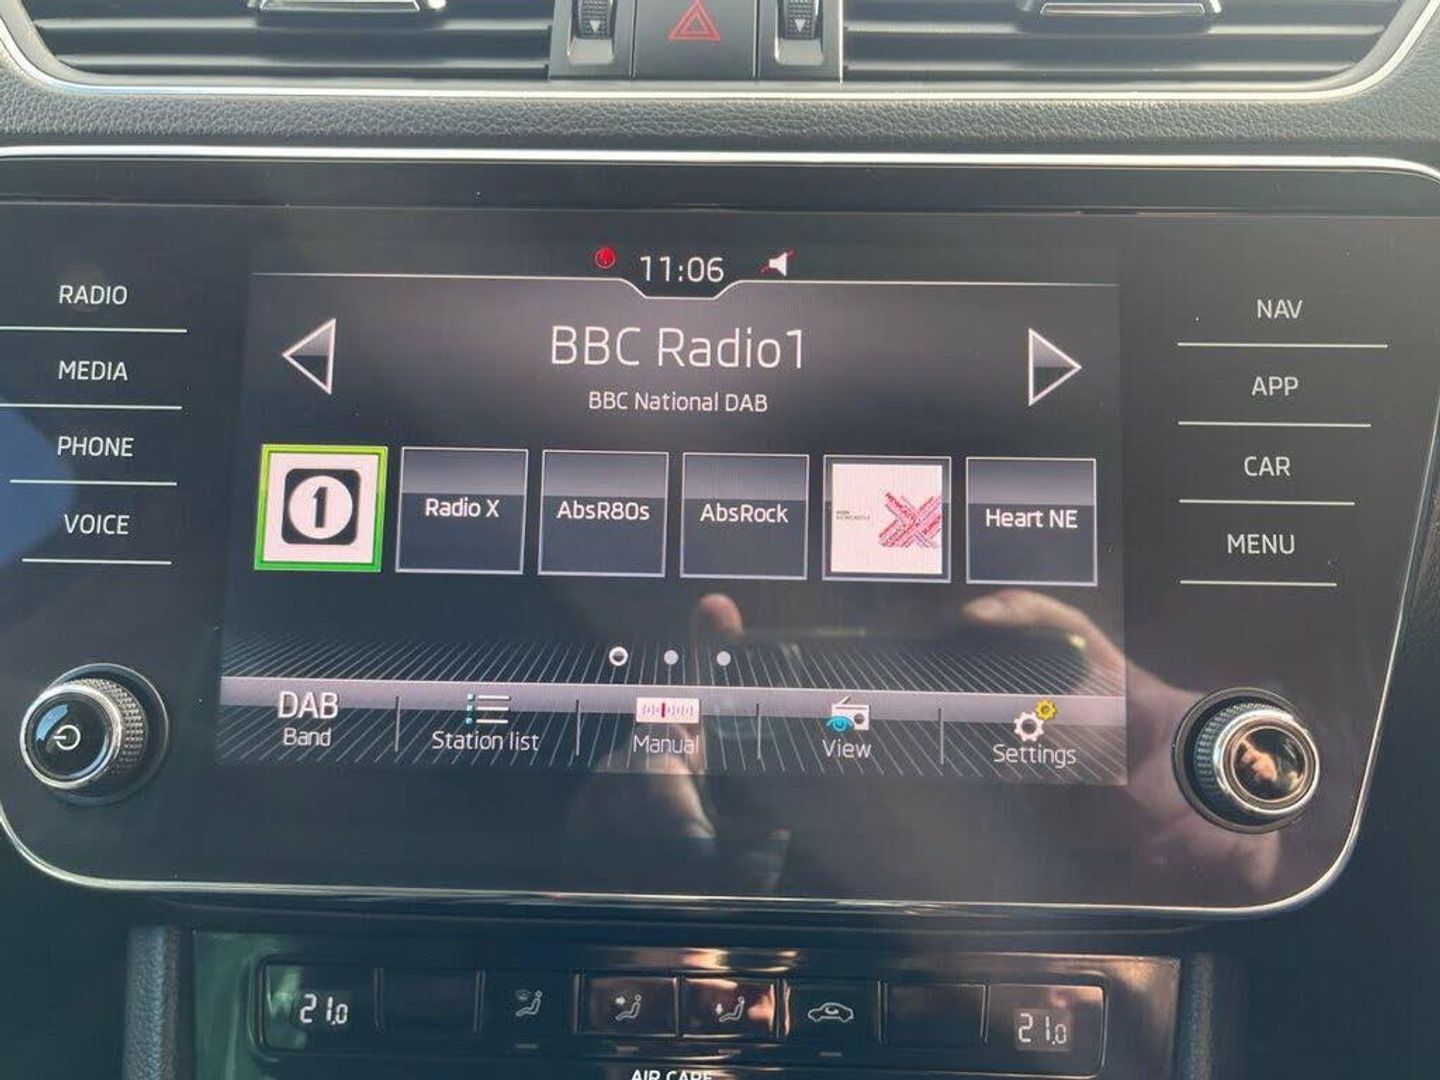 11:06
RADIO
MEDIA
PHONE
VOICE
BBC Radio1
BBC National DAB
1
Radio X
AbsR80s
AbsRock
Heart NE
NAV
APP
CAR
MENU
DAB
Band
Station list
Manual
View
Settings
21.0
21.0
AIR CARE